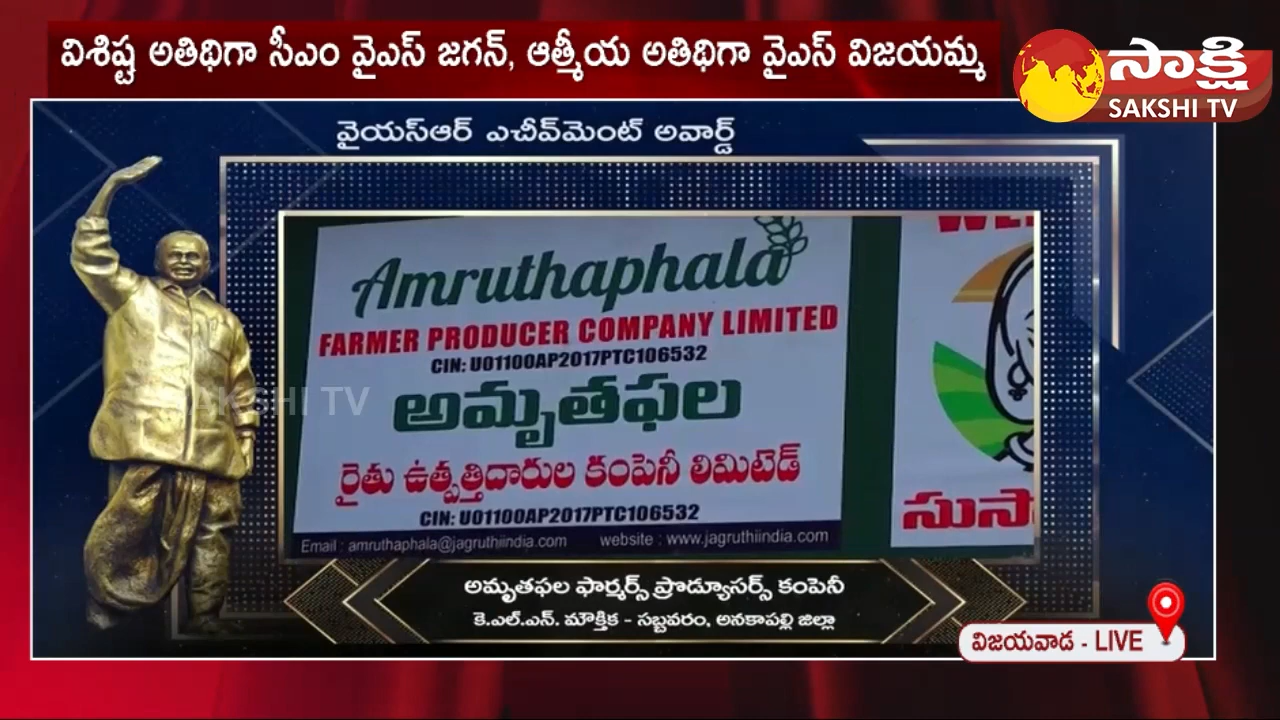 విశిష్ట అతిథిగా సీఎం వైఎస్ జగన్, ఆత్మీయ అతిథిగా వైఎస్ విజయమ్మ
సాక్షి
SAKSHI TV
వైయస్ఆర్ ఎచీవ్‌మెంట్ అవార్డ్
Amruthaphala
FARMER PRODUCER COMPANY LIMITED
CIN: U01100AP2017PTC106532
అమృతఫల
రైతు ఉత్పత్తిదారుల కంపెనీ లిమిటెడ్
CIN: U01100AP2017PTC106532
Email : amruthaphala@jagruthiindia.com website : www.jagruthiindia.com
SAKSHI TV
అమృతఫల ఫార్మర్స్ ప్రొడ్యూసర్స్ కంపెనీ
కె.ఎల్.ఎన్. మౌక్తిక - సబ్బవరం, అనకాపల్లి జిల్లా
విజయవాడ - LIVE